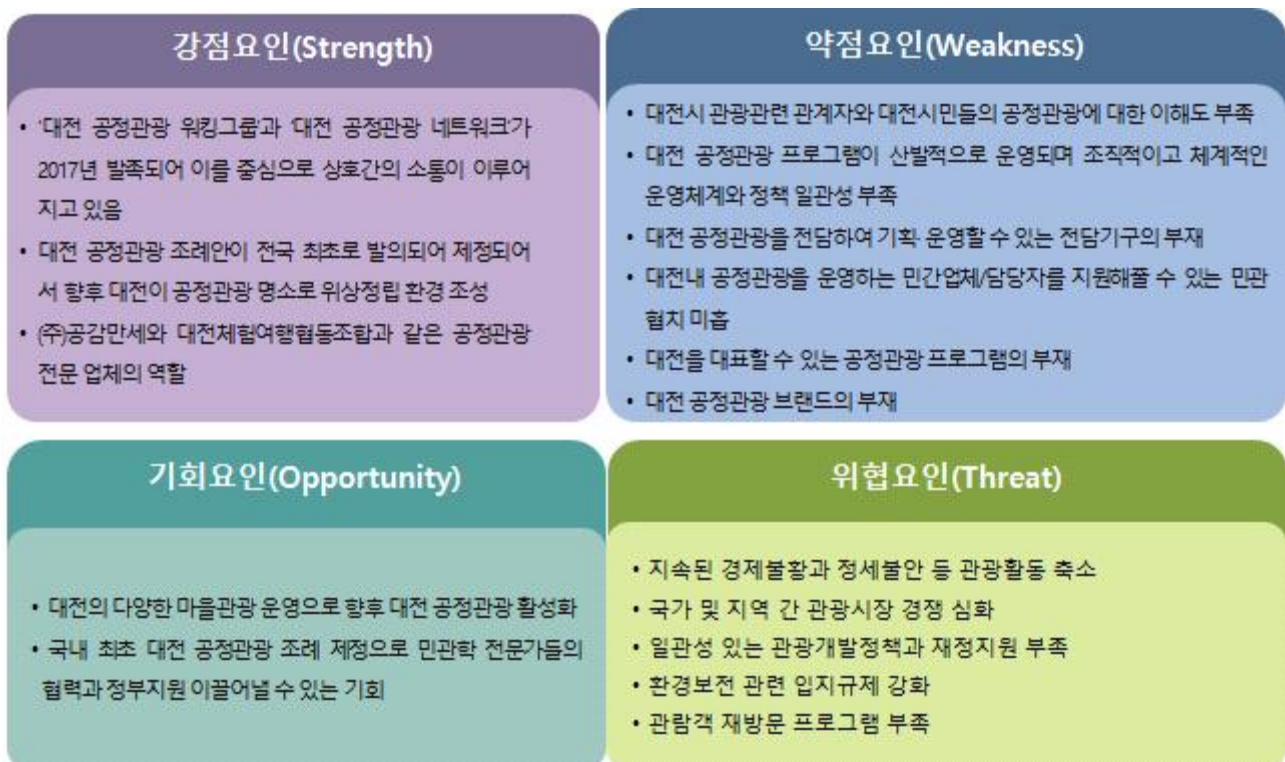 강점요인(Strength)
• '대전 공정관광 워킹그룹'과 '대전 공정관광 네트워크'가
2017년 발족되어 이를 중심으로 상호간의 소통이 이루어
지고 있음
• 대전 공정관광 조례안이 전국 최초로 발의되어 제정되어
서 향후 대전이 공정관광 명소로 위상정립 환경 조성
• (주)공감만세와 대전체험여행협동조합과 같은 공정관광
전문 업체의 역할
약점요인(Weakness)
• 대전시 관광관련 관계자와 대전시민들의 공정관광에 대한 이해도 부족
• 대전 공정관광 프로그램이 산발적으로 운영되며 조직적이고 체계적인
운영체계와 정책 일관성 부족
• 대전 공정관광을 전담하여 기획·운영할 수 있는 전담기구의 부재
• 대전내 공정관광을 운영하는 민간업체/담당자를 지원해줄 수 있는 민관
협치 미흡
• 대전을 대표할 수 있는 공정관광 프로그램의 부재
• 대전 공정관광 브랜드의 부재
기회요인(Opportunity)
• 대전의 다양한 마을관광 운영으로 향후 대전 공정관광 활성화
• 국내 최초 대전 공정관광 조례 제정으로 민관학 전문가들의
협력과 정부지원 이끌어낼 수 있는 기회
위협요인(Threat)
• 지속된 경제불황과 정세불안 등 관광활동 축소
• 국가 및 지역 간 관광시장 경쟁 심화
• 일관성 있는 관광개발정책과 재정지원 부족
• 환경보전 관련 입지규제 강화
• 관람객 재방문 프로그램 부족